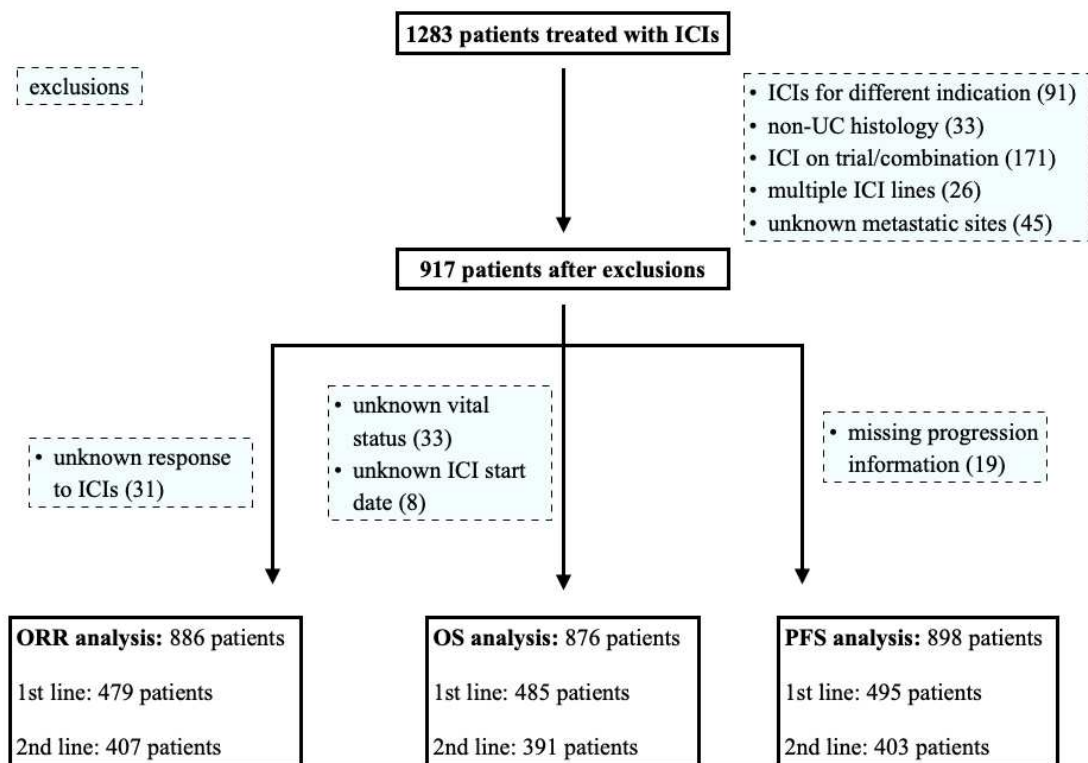 1283 patients treated with ICIs
exclusions
• ICIs for different indication (91)
• non-UC histology (33)
• ICI on trial/combination (171)
• multiple ICI lines (26)
• unknown metastatic sites (45)
917 patients after exclusions
• unknown response
to ICIs (31)
• unknown vital
status (33)
• unknown ICI start
date (8)
• missing progression
information (19)
ORR analysis: 886 patients
1st line: 479 patients
2nd line: 407 patients
OS analysis: 876 patients
1st line: 485 patients
2nd line: 391 patients
PFS analysis: 898 patients
1st line: 495 patients
2nd line: 403 patients